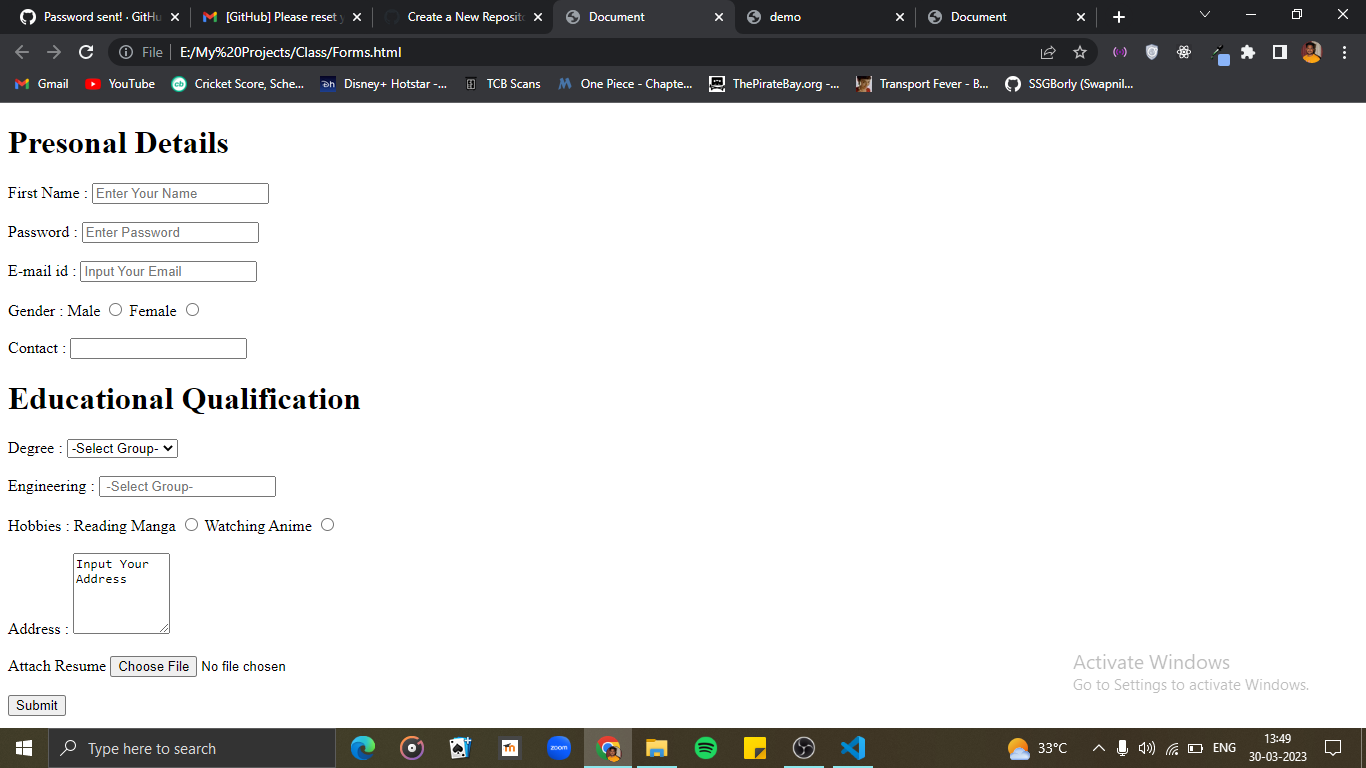 Password sent! · GitHu
[GitHub] Please reset y
Create a New Reposito
Document
demo
Document
File E:/My%20Projects/Class/Forms.html
Gmail YouTube Cricket Score, Sche... Disney+ Hotstar -... TCB Scans One Piece - Chapte... ThePirateBay.org -... Transport Fever - B... SSGBorly (Swapnil...
Presonal Details
First Name : Enter Your Name
Password : Enter Password
E-mail id : Input Your Email
Gender : Male Female
Contact :
Educational Qualification
Degree : -Select Group-
Engineering : -Select Group-
Hobbies : Reading Manga Watching Anime
Input Your
Address
Address :
Attach Resume Choose File No file chosen
Submit
Activate Windows
Go to Settings to activate Windows.
Type here to search
zoom
33°C
ENG
13:49
30-03-2023